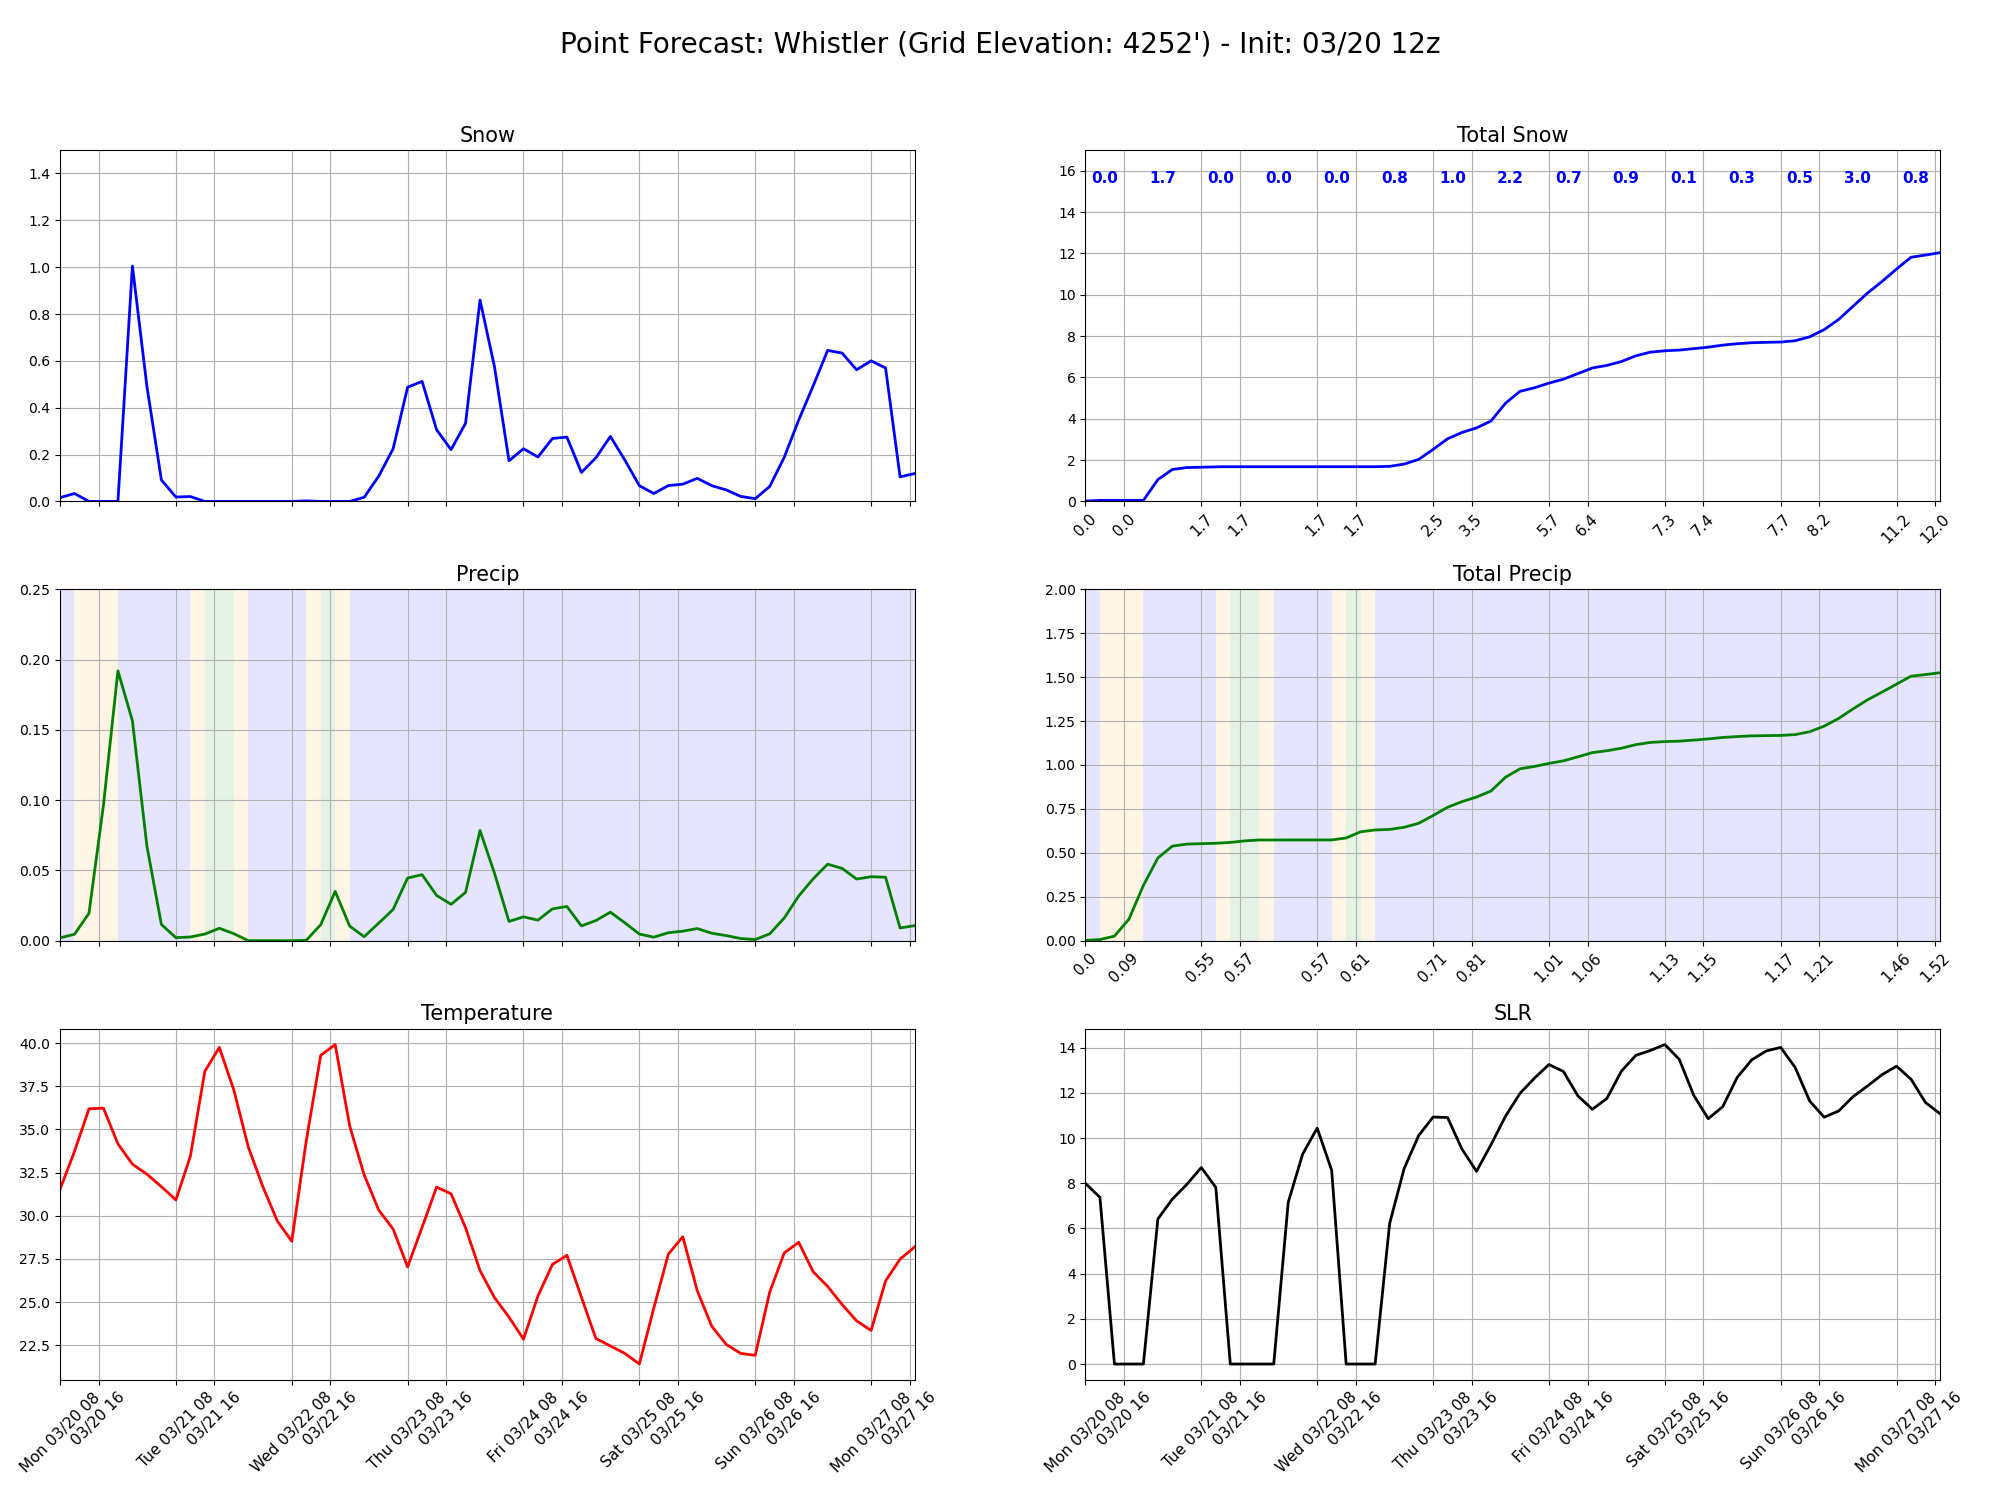 Point Forecast: Whistler (Grid Elevation: 4252') - Init: 03/20 12z
Snow
1.4
1.2
1.0
0.8
0.6
0.4
0.2
0.0
Total Snow
16
14
12
10
8
6
4
2
0
0.0 1.7 0.0 0.0 0.0 0.8 1.0 2.2 0.7 0.9 0.1 0.3 0.5 3.0 0.8
0.0 0.0 1.7 1.7 1.7 1.7 2.5 3.5 5.7 6.4 7.3 7.4 7.7 8.2 11.2 12.0
Precip
0.25
0.20
0.15
0.10
0.05
0.00
Total Precip
2.00
1.75
1.50
1.25
1.00
0.75
0.50
0.25
0.00
0.0 0.09 0.55 0.57 0.57 0.61 0.71 0.81 1.01 1.06 1.13 1.15 1.17 1.21 1.46 1.52
Temperature
40.0
37.5
35.0
32.5
30.0
27.5
25.0
22.5
Mon 03/20 08
03/20 16
Tue 03/21 08
03/21 16
Wed 03/22 08
03/22 16
Thu 03/23 08
03/23 16
Fri 03/24 08
03/24 16
Sat 03/25 08
03/25 16
Sun 03/26 08
03/26 16
Mon 03/27 08
03/27 16
SLR
14
12
10
8
6
4
2
0
Mon 03/20 08
03/20 16
Tue 03/21 08
03/21 16
Wed 03/22 08
03/22 16
Thu 03/23 08
03/23 16
Fri 03/24 08
03/24 16
Sat 03/25 08
03/25 16
Sun 03/26 08
03/26 16
Mon 03/27 08
03/27 16